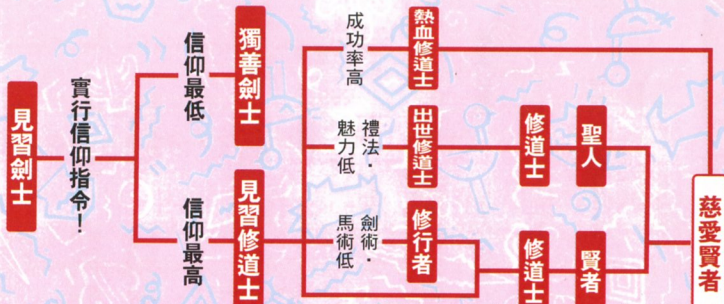 見習劍士
實行信仰指令!
信仰最低
信仰最高
獨善劍士
見習修道士
成功率高
禮法・
魅力低
劍術・
馬術低
熱血修道士
出世修道士
修行者
修道士
修道士
聖人
賢者
慈愛賢者